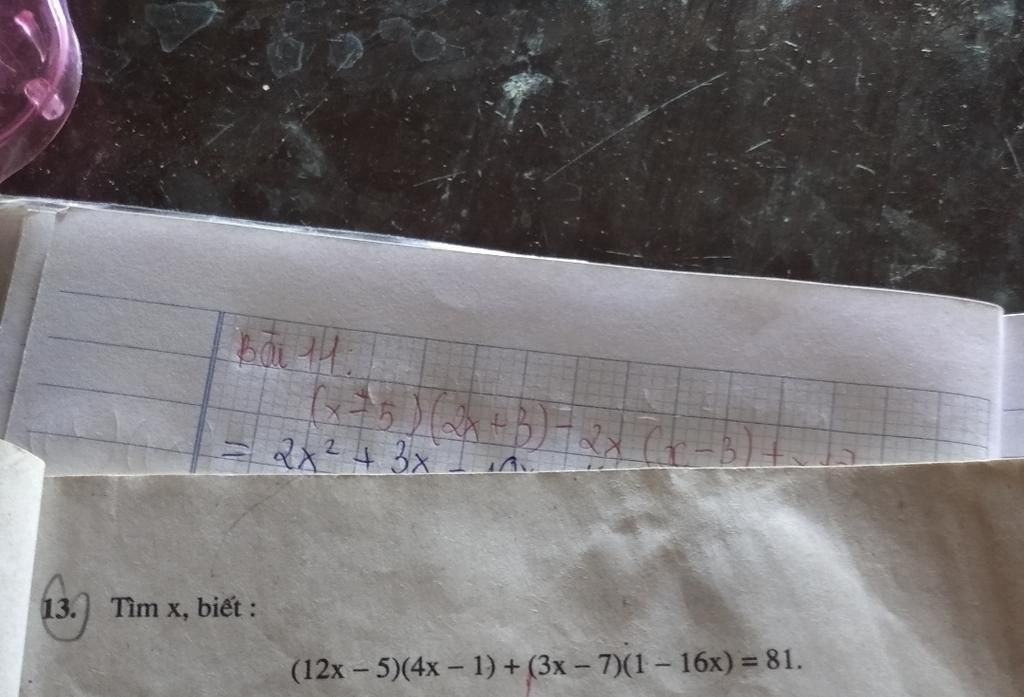 Bài 11:
(x – 5)(2x + 3) – 2x (x – 3) + x + 7
= 2x² + 3x –
13. Tìm x, biết :
(12x – 5)(4x – 1) + (3x – 7)(1 – 16x) = 81.